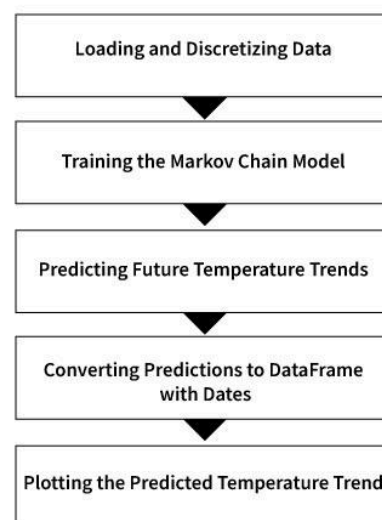 Loading and Discretizing Data
Training the Markov Chain Model
Predicting Future Temperature Trends
Converting Predictions to DataFrame
with Dates
Plotting the Predicted Temperature Trend